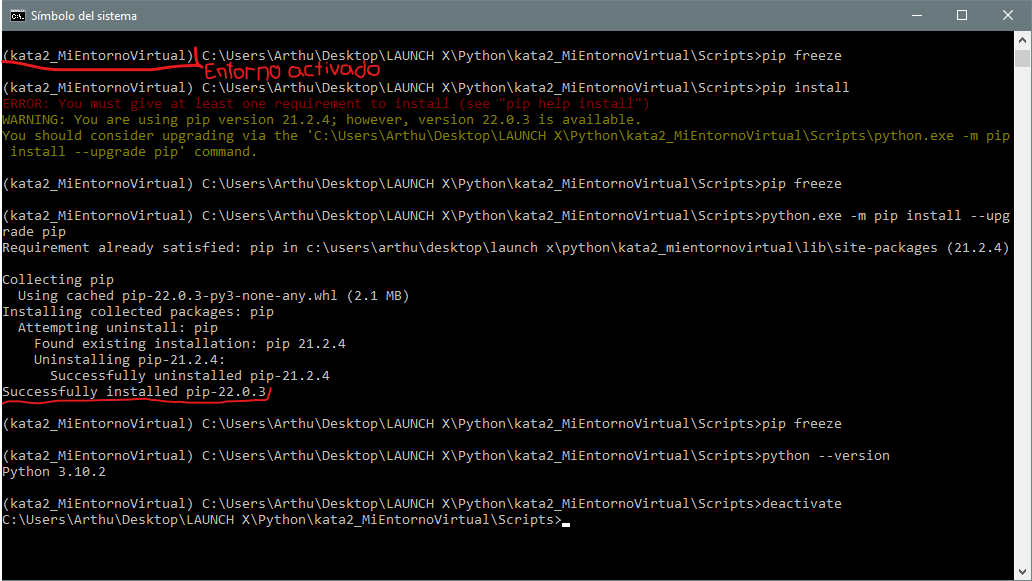 Símbolo del sistema
(kata2_MiEntornoVirtual) C:\Users\Arthu\Desktop\LAUNCH X\Python\kata2_MiEntornoVirtual\Scripts>pip freeze
Entorno activado
(kata2_MiEntornoVirtual) C:\Users\Arthu\Desktop\LAUNCH X\Python\kata2_MiEntornoVirtual\Scripts>pip install
ERROR: You must give at least one requirement to install (see "pip help install")
WARNING: You are using pip version 21.2.4; however, version 22.0.3 is available.
You should consider upgrading via the 'C:\Users\Arthu\Desktop\LAUNCH X\Python\kata2_MiEntornoVirtual\Scripts\python.exe -m pip
install --upgrade pip' command.
(kata2_MiEntornoVirtual) C:\Users\Arthu\Desktop\LAUNCH X\Python\kata2_MiEntornoVirtual\Scripts>pip freeze
(kata2_MiEntornoVirtual) C:\Users\Arthu\Desktop\LAUNCH X\Python\kata2_MiEntornoVirtual\Scripts>python.exe -m pip install --upg
rade pip
Requirement already satisfied: pip in c:\users\arthu\desktop\launch x\python\kata2_mientornovirtual\lib\site-packages (21.2.4)
Collecting pip
Using cached pip-22.0.3-py3-none-any.whl (2.1 MB)
Installing collected packages: pip
Attempting uninstall: pip
Found existing installation: pip 21.2.4
Uninstalling pip-21.2.4:
Successfully uninstalled pip-21.2.4
Successfully installed pip-22.0.3
(kata2_MiEntornoVirtual) C:\Users\Arthu\Desktop\LAUNCH X\Python\kata2_MiEntornoVirtual\Scripts>pip freeze
(kata2_MiEntornoVirtual) C:\Users\Arthu\Desktop\LAUNCH X\Python\kata2_MiEntornoVirtual\Scripts>python --version
Python 3.10.2
(kata2_MiEntornoVirtual) C:\Users\Arthu\Desktop\LAUNCH X\Python\kata2_MiEntornoVirtual\Scripts>deactivate
C:\Users\Arthu\Desktop\LAUNCH X\Python\kata2_MiEntornoVirtual\Scripts>